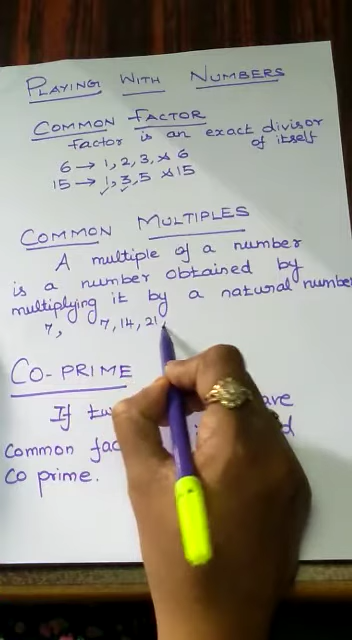 PLAYING WITH NUMBERS
COMMON FACTOR
factor is an exact divisor
of itself
6 → 1, 2, 3, & 6
15 → 1, 3, 5 & 15
COMMON MULTIPLES
A multiple of a number
is a number obtained by
multiplying it by a natural number
7, 7, 14, 21,
CO-PRIME
If
Common
Co prime.